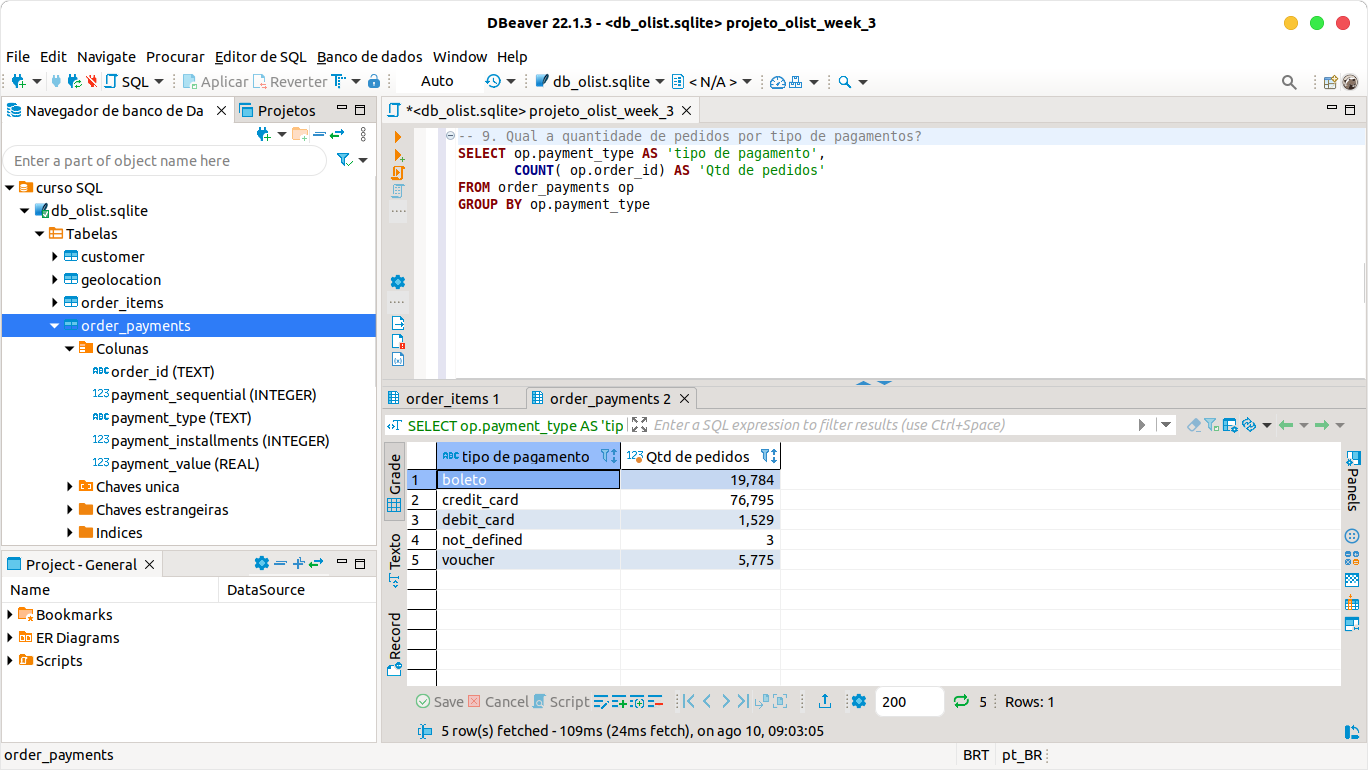 DBeaver 22.1.3 - <db_olist.sqlite> projeto_olist_week_3
File Edit Navigate Procurar Editor de SQL Banco de dados Window Help
SQL Aplicar Reverter Auto db_olist.sqlite < N/A >
Navegador de banco de Da Projetos
Enter a part of object name here
curso SQL
db_olist.sqlite
Tabelas
customer
geolocation
order_items
order_payments
Colunas
ABC order_id (TEXT)
123 payment_sequential (INTEGER)
ABC payment_type (TEXT)
123 payment_installments (INTEGER)
123 payment_value (REAL)
Chaves unica
Chaves estrangeiras
Indices
Project - General
Name DataSource
Bookmarks
ER Diagrams
Scripts
*<db_olist.sqlite> projeto_olist_week_3
-- 9. Qual a quantidade de pedidos por tipo de pagamentos?
SELECT op.payment_type AS 'tipo de pagamento',
COUNT( op.order_id) AS 'Qtd de pedidos'
FROM order_payments op
GROUP BY op.payment_type
order_items 1 order_payments 2
SELECT op.payment_type AS 'tip Enter a SQL expression to filter results (use Ctrl+Space)
Grade
Texto
Record
ABC tipo de pagamento 123 Qtd de pedidos
1 boleto 19,784
2 credit_card 76,795
3 debit_card 1,529
4 not_defined 3
5 voucher 5,775
Panels
Save Cancel Script 200 5 Rows: 1
5 row(s) fetched - 109ms (24ms fetch), on ago 10, 09:03:05
order_payments BRT pt_BR